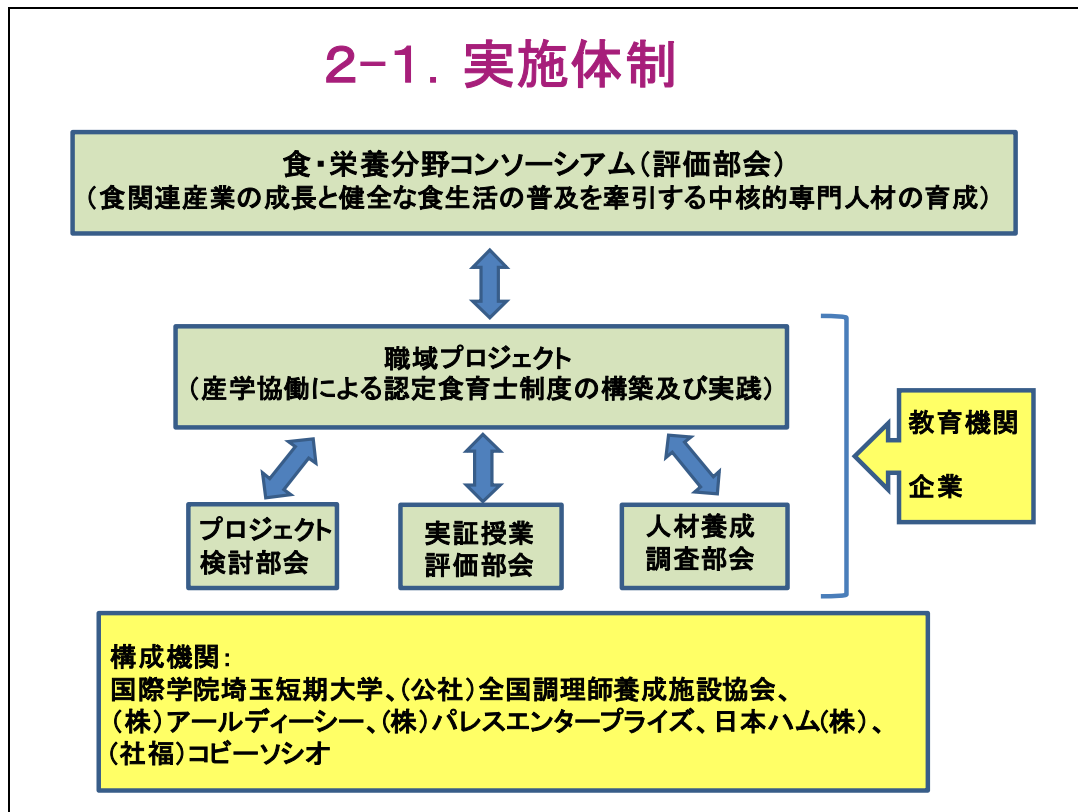 2-1．実施体制
食・栄養分野コンソーシアム（評価部会）
（食関連産業の成長と健全な食生活の普及を牽引する中核的専門人材の育成）
職域プロジェクト
（産学協働による認定食育士制度の構築及び実践）
教育機関
企業
プロジェクト
検討部会
実証授業
評価部会
人材養成
調査部会
構成機関：
国際学院埼玉短期大学、（公社）全国調理師養成施設協会、
（株）アールディーシー、（株）パレスエンタープライズ、日本ハム（株）、
（社福）コビーソシオ